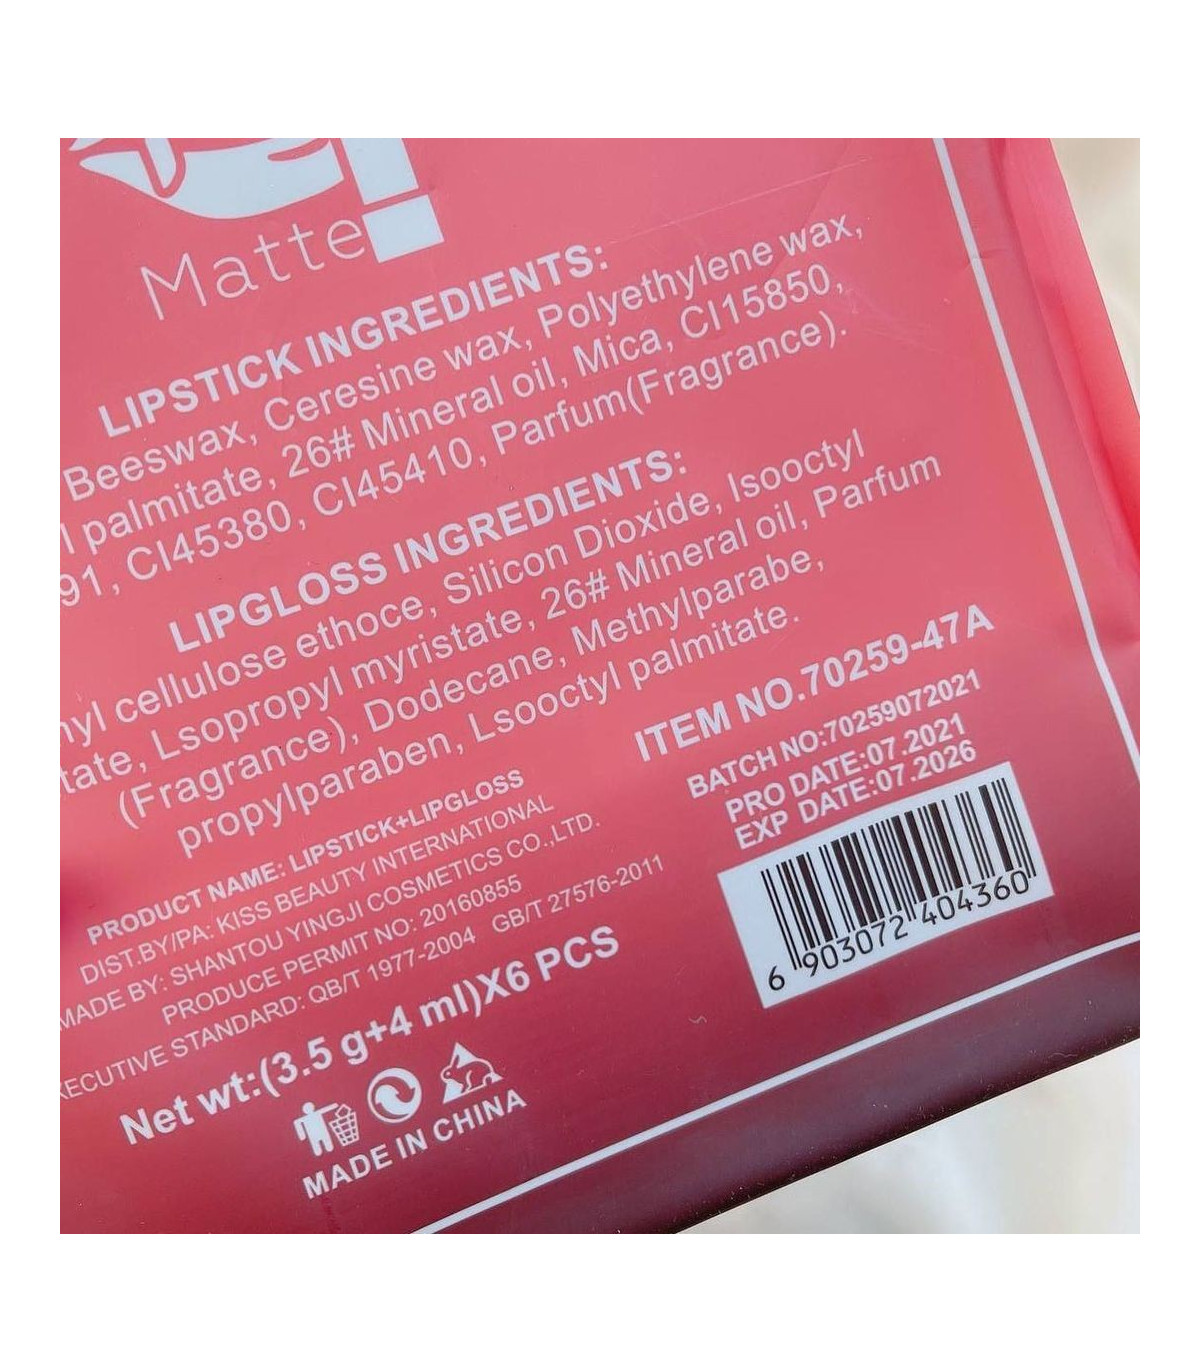 Matte
LIPSTICK INGREDIENTS:
Beeswax, Ceresine wax, Polyethylene wax,
palmitate, 26# Mineral oil, Mica, CI15850,
91, CI45380, CI45410, Parfum(Fragrance).
LIPGLOSS INGREDIENTS:
cellulose ethoce, Silicon Dioxide, Isooctyl
tate, Lsopropyl myristate, 26# Mineral oil, Parfum
(Fragrance), Dodecane, Methylparabe,
propylparaben, Lsooctyl palmitate.
ITEM NO.70259-47A
BATCH NO:70259072021
PRO DATE:07.2021
EXP DATE:07.2026
6 903072 404360
PRODUCT NAME: LIPSTICK+LIPGLOSS
DIST.BY/PA: KISS BEAUTY INTERNATIONAL
MADE BY: SHANTOU YINGJI COSMETICS CO.,LTD.
PRODUCE PERMIT NO: 20160855
ECUTIVE STANDARD: QB/T 1977-2004 GB/T 27576-2011
Net wt:(3.5 g+4 ml)X6 PCS
MADE IN CHINA